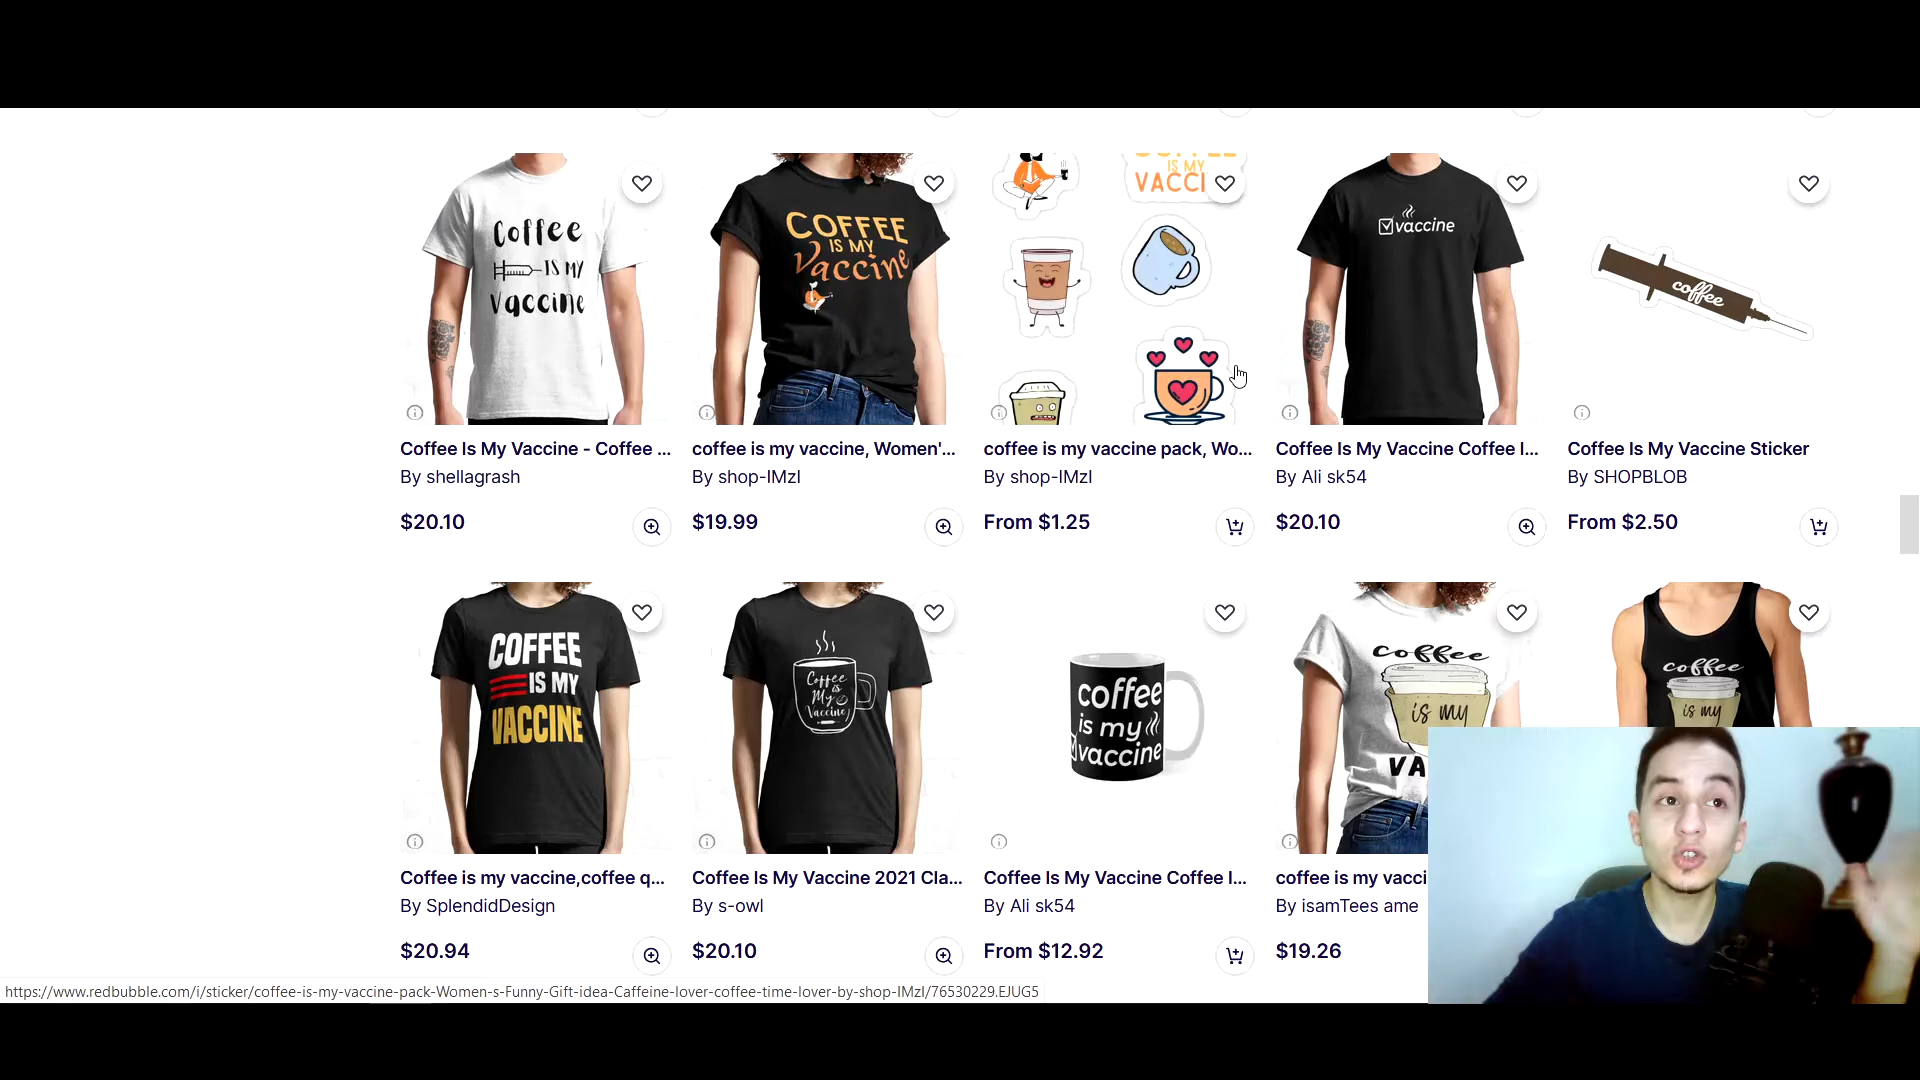 Coffee
IS MY
Vaccine
COFFEE
IS MY
Vaccine
IS MY
VACCI
vaccine
coffee
Coffee Is My Vaccine - Coffee ...
By shellagrash
$20.10
coffee is my vaccine, Women'...
By shop-IMzI
$19.99
coffee is my vaccine pack, Wo...
By shop-IMzI
From $1.25
Coffee Is My Vaccine Coffee I...
By Ali sk54
$20.10
Coffee Is My Vaccine Sticker
By SHOPBLOB
From $2.50
COFFEE
IS MY
VACCINE
Coffee
is
My
Vaccine
coffee
is my
vaccine
coffee
is my
VA
coffee
is my
Coffee is my vaccine,coffee q...
By SplendidDesign
$20.94
Coffee Is My Vaccine 2021 Cla...
By s-owl
$20.10
Coffee Is My Vaccine Coffee I...
By Ali sk54
From $12.92
coffee is my vacci
By isamTees ame
$19.26
https://www.redbubble.com/i/sticker/coffee-is-my-vaccine-pack-Women-s-Funny-Gift-idea-Caffeine-lover-coffee-time-lover-by-shop-IMzI/76530229.EJUG5